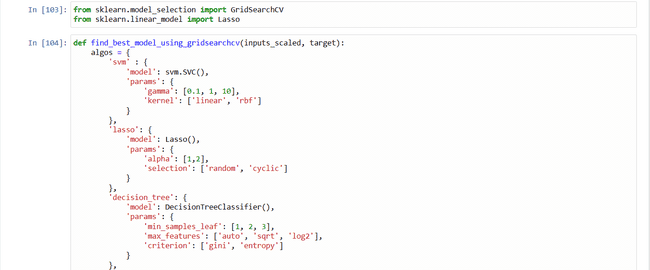 In [103]: from sklearn.model_selection import GridSearchCV
from sklearn.linear_model import Lasso
In [104]: def find_best_model_using_gridsearchcv(inputs_scaled, target):
    algos = {
        'svm' : {
            'model': svm.SVC(),
            'params': {
                'gamma': [0.1, 1, 10],
                'kernel': ['linear', 'rbf']
            }
        },
        'lasso': {
            'model': Lasso(),
            'params': {
                'alpha': [1,2],
                'selection': ['random', 'cyclic']
            }
        },
        'decision_tree': {
            'model': DecisionTreeClassifier(),
            'params': {
                'min_samples_leaf': [1, 2, 3],
                'max_features': ['auto', 'sqrt', 'log2'],
                'criterion': ['gini', 'entropy']
            }
        },